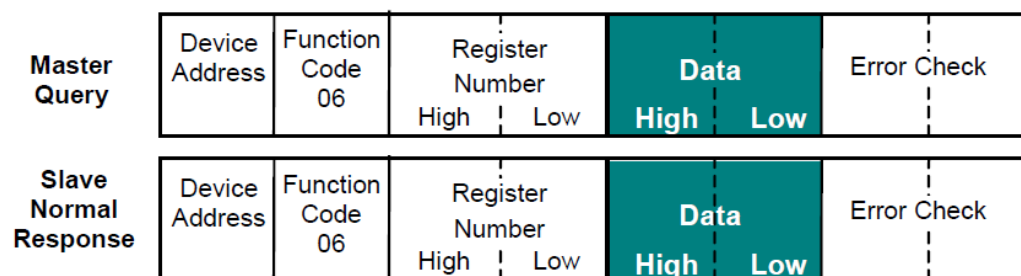 Master
Query
Device
Address
Function
Code
06
Register
Number
High Low
Data
High Low
Error Check
Slave
Normal
Response
Device
Address
Function
Code
06
Register
Number
High Low
Data
High Low
Error Check